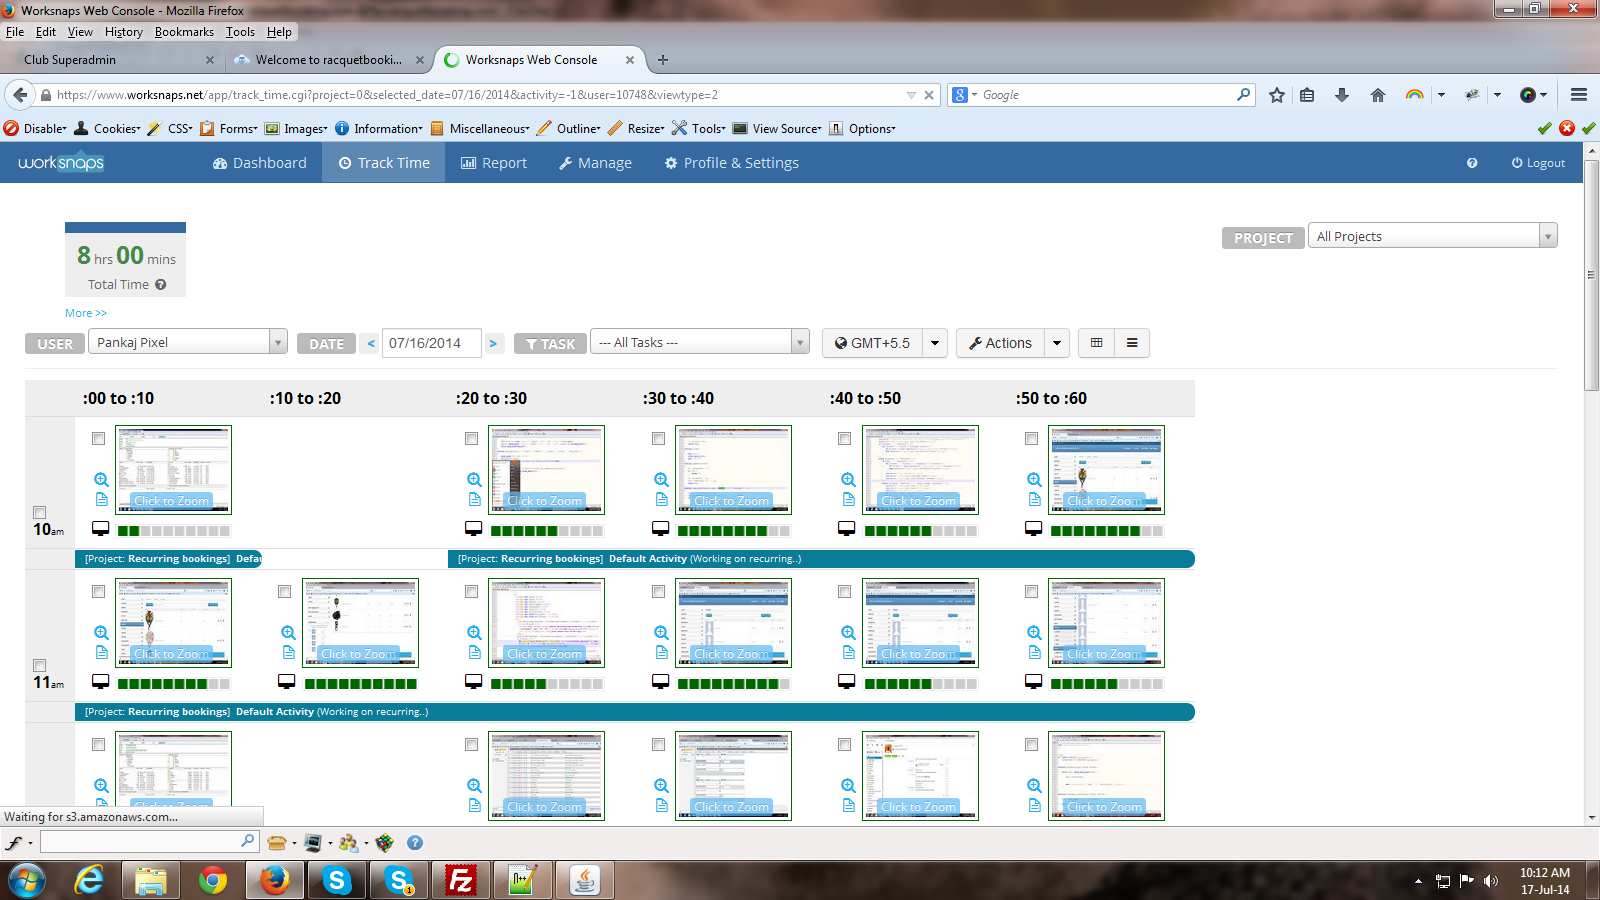 Worksnaps Web Console - Mozilla Firefox
File Edit View History Bookmarks Tools Help
Club Superadmin
Welcome to racquetbooki...
Worksnaps Web Console
https://www.worksnaps.net/app/track_time.cgi?project=0&selected_date=07/16/2014&activity=-1&user=10748&viewtype=2
Google
Disable Cookies CSS Forms Images Information Miscellaneous Outline Resize Tools View Source Options
worksnaps
Dashboard Track Time Report Manage Profile & Settings
Logout
8 hrs 00 mins
Total Time
More >>
PROJECT All Projects
USER Pankaj Pixel DATE < 07/16/2014 > TASK --- All Tasks --- GMT+5.5 Actions
:00 to :10 :10 to :20 :20 to :30 :30 to :40 :40 to :50 :50 to :60
Click to Zoom Click to Zoom Click to Zoom Click to Zoom Click to Zoom
10am
[Project: Recurring bookings] Defau
[Project: Recurring bookings] Default Activity (Working on recurring..)
Click to Zoom Click to Zoom Click to Zoom Click to Zoom Click to Zoom Click to Zoom
11am
[Project: Recurring bookings] Default Activity (Working on recurring..)
Click to Zoom Click to Zoom Click to Zoom Click to Zoom Click to Zoom
Waiting for s3.amazonaws.com...
10:12 AM
17-Jul-14